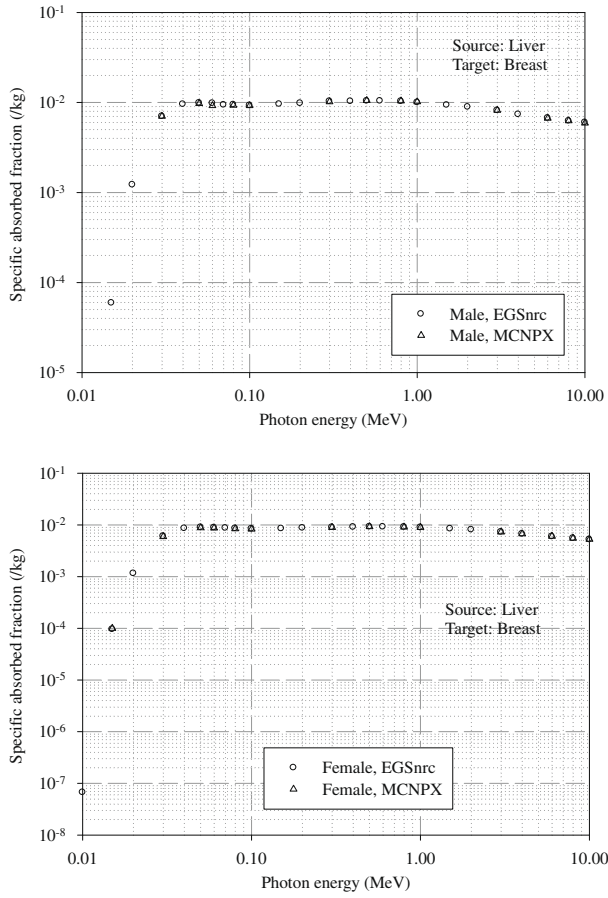 10⁻¹
Source: Liver
Target: Breast
10⁻²
Specific absorbed fraction (/kg)
10⁻³
10⁻⁴
Male, EGSnrc
Male, MCNPX
10⁻⁵
0.01 0.10 1.00 10.00
Photon energy (MeV)
10⁻¹
10⁻²
10⁻³
Source: Liver
Target: Breast
10⁻⁴
Specific absorbed fraction (/kg)
10⁻⁵
10⁻⁶
Female, EGSnrc
Female, MCNPX
10⁻⁷
10⁻⁸
0.01 0.10 1.00 10.00
Photon energy (MeV)